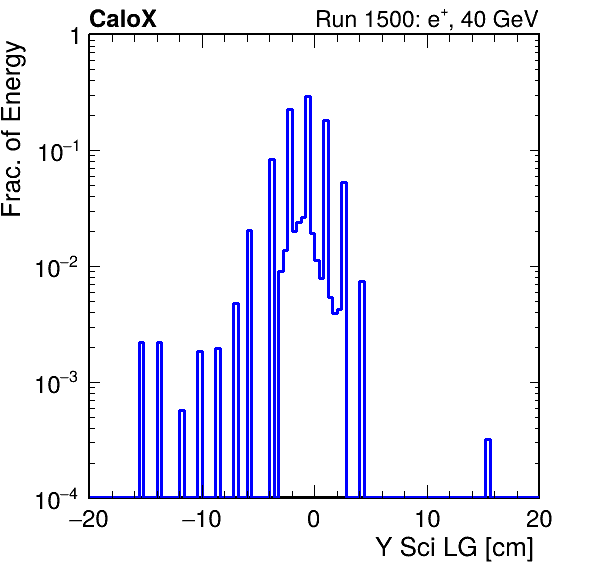 CaloX Run 1500: e⁺, 40 GeV
Frac. of Energy
1
10⁻¹
10⁻²
10⁻³
10⁻⁴
−20 −10 0 10 20
Y Sci LG [cm]